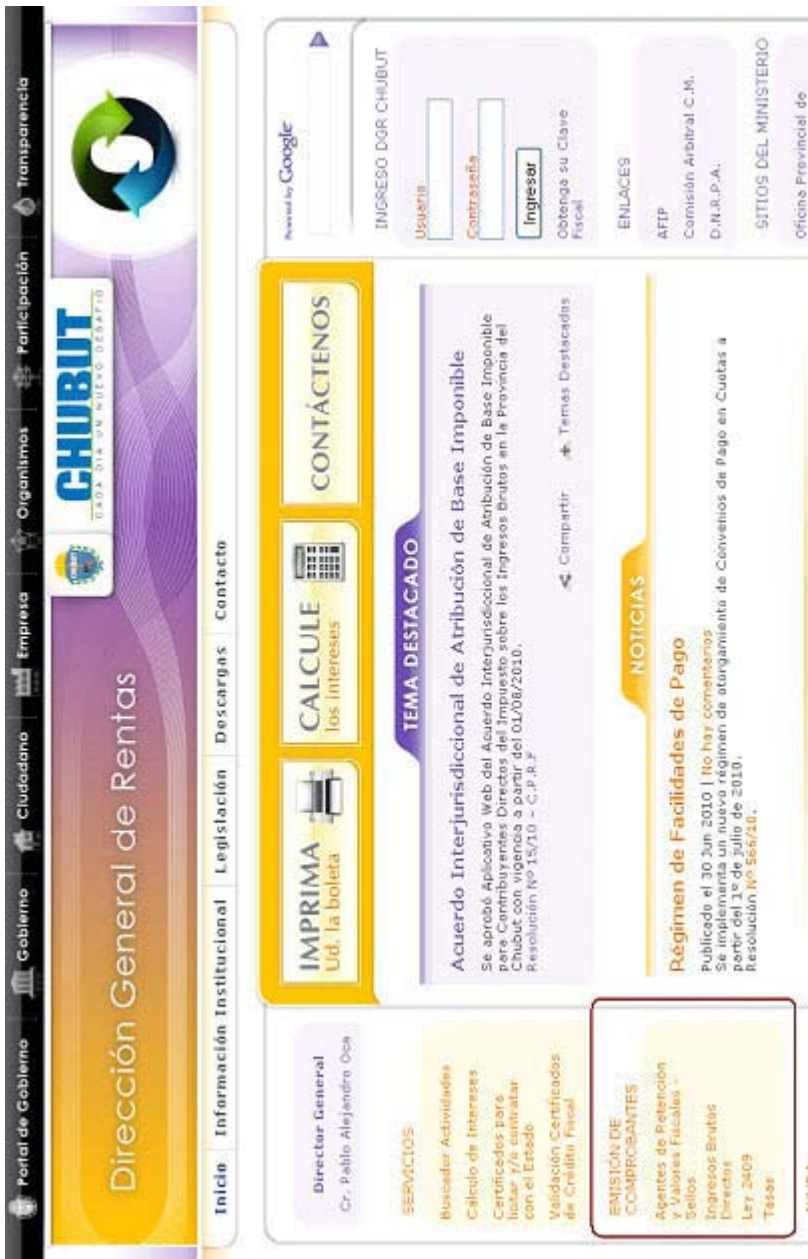 Portal de Gobierno
Gobierno
Ciudadano
Empresa
Organismos
Participación
Transparencia
Dirección General de Rentas
CHUBUT
CADA DIA UN NUEVO DESAFIO
Inicio
Información Institucional
Legislación
Descargas
Contacto
Director General
Cr. Pablo Alejandro Oca
SERVICIOS
Buscador Actividades
Cálculo de Intereses
Certificados para
licitar y/o contratar
con el Estado
Validación Certificados
de Crédito Fiscal
EMISION DE
COMPROBANTES
Agentes de Retención
y Valores Fiscales -
Sellos
Ingresos Brutos
Directos
Ley 2409
Tasas
IMPRIMA
Ud. la boleta
CALCULE
los intereses
CONTÁCTENOS
TEMA DESTACADO
Acuerdo Interjurisdiccional de Atribución de Base Imponible
Se aprobó Aplicativo Web del Acuerdo Interjurisdiccional de Atribución de Base Imponible
para Contribuyentes Directos del Impuesto sobre los Ingresos Brutos en la Provincia del
Chubut con vigencia a partir del 01/08/2010.
Resolución Nº 15/10 - C.P.R.F
Compartir
Temas Destacados
NOTICIAS
Régimen de Facilidades de Pago
Publicado el 30 Jun 2010 | No hay comentarios
Se implementa un nuevo régimen de otorgamiento de Convenios de Pago en Cuotas a
partir del 1º de julio de 2010.
Resolución Nº 566/10.
Powered by Google
INGRESO DGR CHUBUT
Usuario
Contraseña
Ingresar
Obtenga su Clave
Fiscal
ENLACES
AFIP
Comisión Arbitral C.M.
D.N.R.P.A.
SITIOS DEL MINISTERIO
Oficina Provincial de